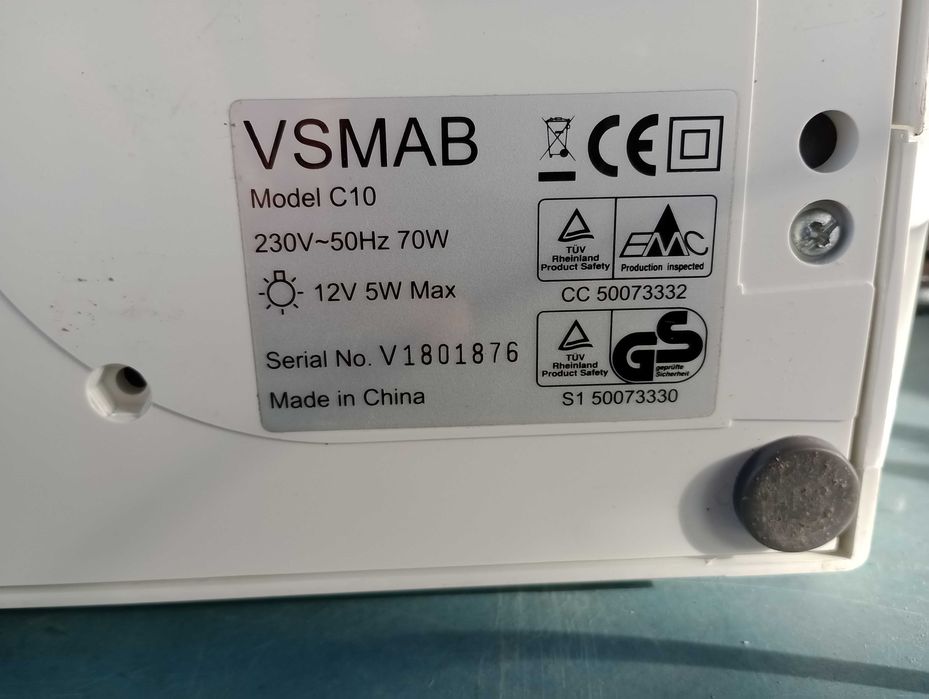 VSMAB
Model C10
230V~50Hz 70W
12V 5W Max
Serial No. V1801876
Made in China
CE
TÜV
Rheinland
Product Safety
EMC
Production inspected
CC 50073332
TÜV
Rheinland
Product Safety
GS
geprüfte
Sicherheit
S1 50073330